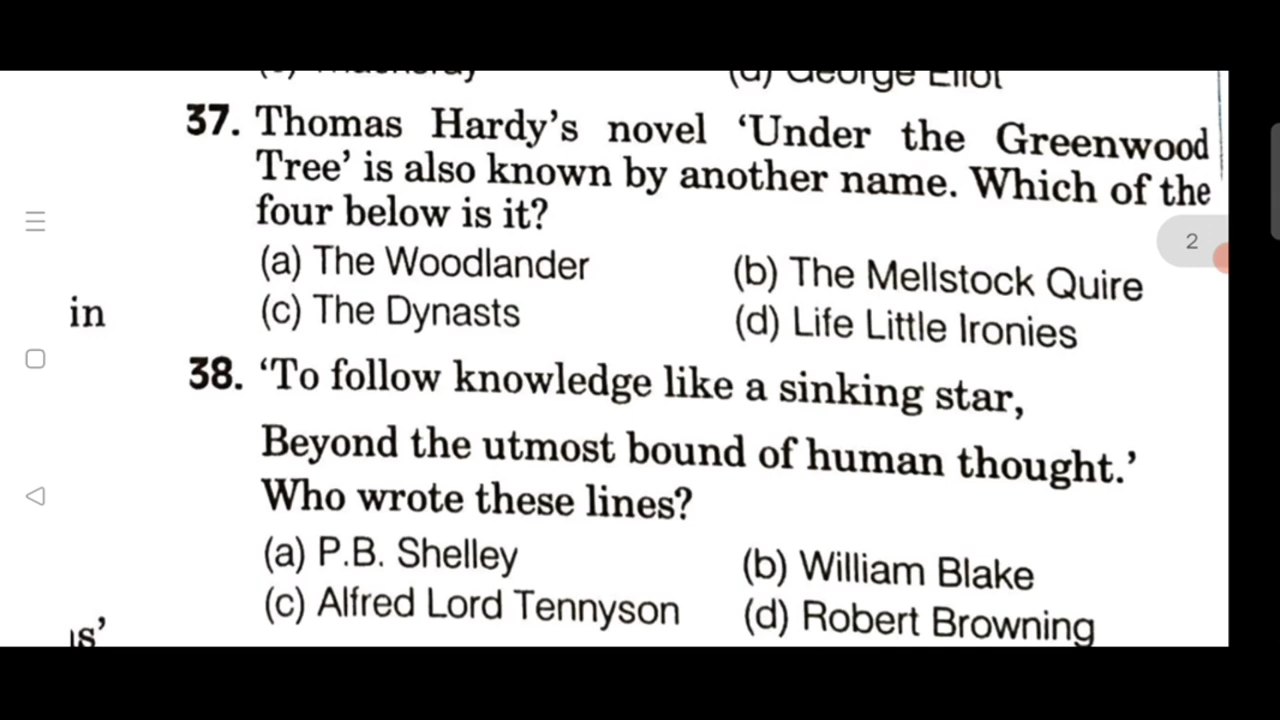 (d) George Eliot
37. Thomas Hardy's novel 'Under the Greenwood
Tree' is also known by another name. Which of the
four below is it?
(a) The Woodlander (b) The Mellstock Quire
(c) The Dynasts (d) Life Little Ironies
2
in
38. 'To follow knowledge like a sinking star,
Beyond the utmost bound of human thought.'
Who wrote these lines?
(a) P.B. Shelley (b) William Blake
(c) Alfred Lord Tennyson (d) Robert Browning
is'